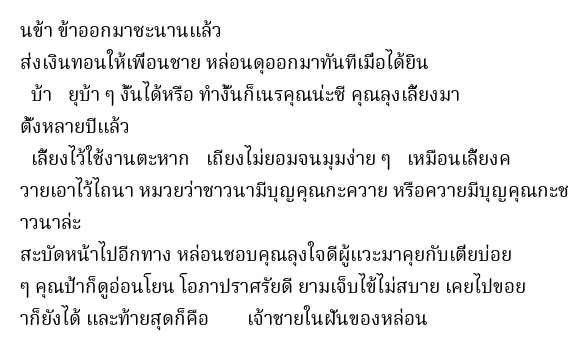 นข้า ข้าออกมาซะนานแล้ว
ส่งเงินทอนให้เพื่อนชาย หล่อนดุออกมาทันทีเมื่อได้ยิน
บ้า ยุบ้า ๆ งั้นได้หรือ ทำงั้นก็เนรคุณน่ะซี คุณลุงเลี้ยงมา
ตั้งหลายปีแล้ว
เลี้ยงไว้ใช้งานตะหาก เถียงไม่ยอมจนมุมง่าย ๆ เหมือนเลี้ยงค
วายเอาไว้ไถนา หมวยว่าชาวนามีบุญคุณกะควาย หรือควายมีบุญคุณกะช
าวนาล่ะ
สะบัดหน้าไปอีกทาง หล่อนชอบคุณลุงใจดีผู้แวะมาคุยกับเตี่ยบ่อย
ๆ คุณป้าก็ดูอ่อนโยน โอภาปราศรัยดี ยามเจ็บไข้ไม่สบาย เคยไปขอย
าก็ยังได้ และท้ายสุดก็คือ เจ้าชายในฝันของหล่อน